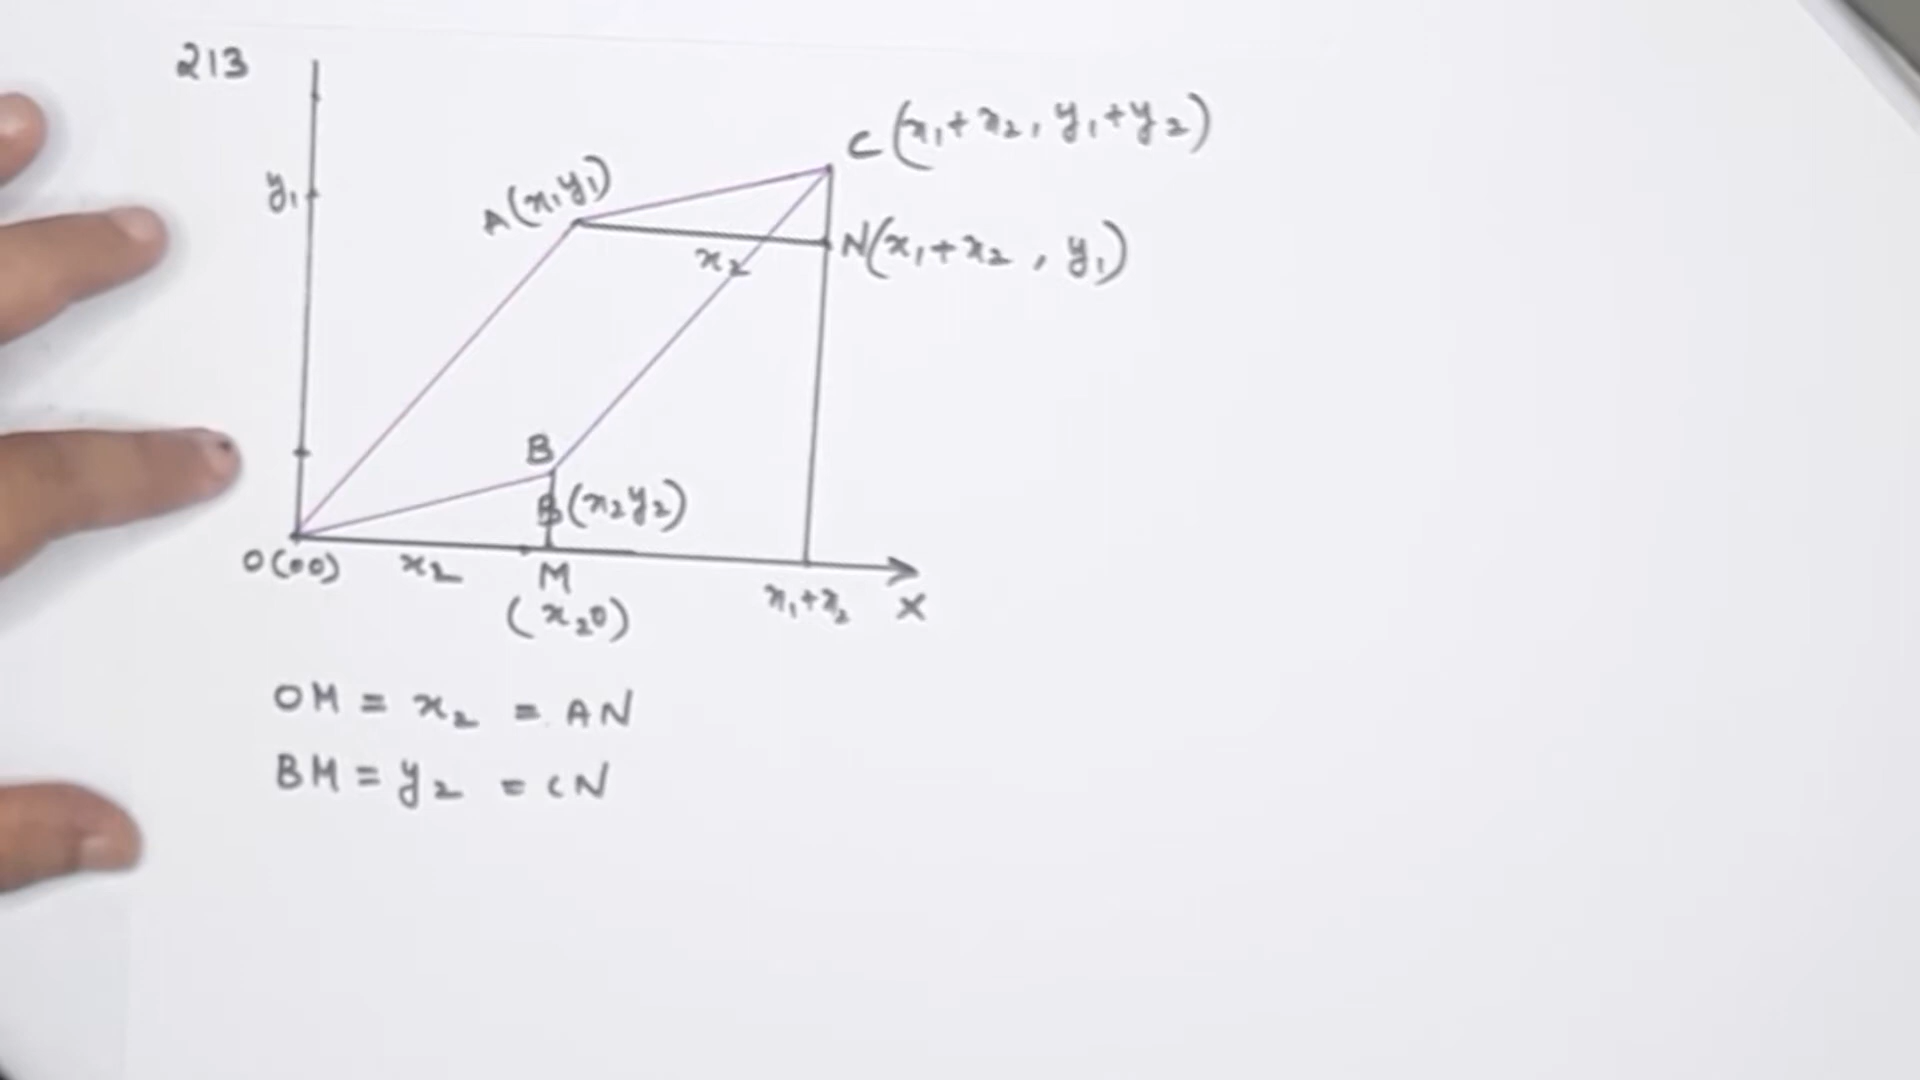 213
C(x₁+x₂, y₁+y₂)
y₁
A(x₁y₁)
N(x₁+x₂, y₁)
x₂
B
B(x₂y₂)
O(00)
x₂
M
(x₂0)
x₁+x₂
X
OM = x₂ = AN
BM = y₂ = CN